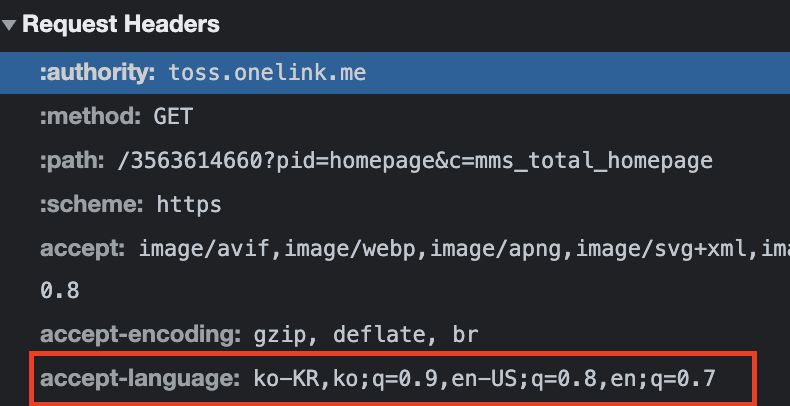 Request Headers
:authority: toss.onelink.me
:method: GET
:path: /3563614660?pid=homepage&c=mms_total_homepage
:scheme: https
accept: image/avif,image/webp,image/apng,image/svg+xml,ima
0.8
accept-encoding: gzip, deflate, br
accept-language: ko-KR,ko;q=0.9,en-US;q=0.8,en;q=0.7